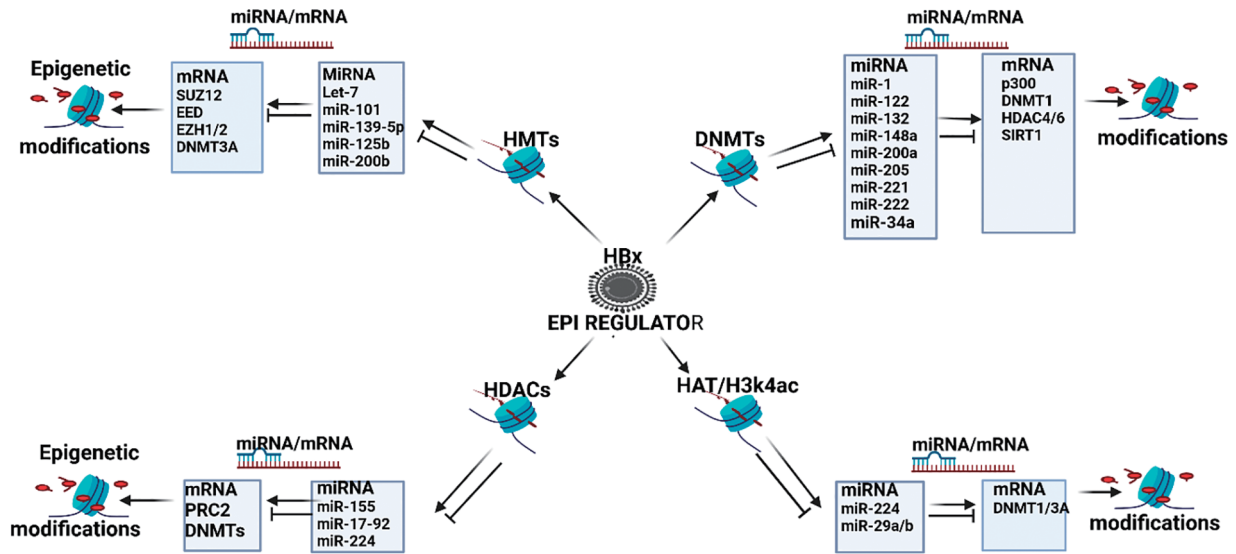 miRNA/mRNA
Epigenetic
modifications
mRNA
SUZ12
EED
EZH1/2
DNMT3A
MiRNA
Let-7
miR-101
miR-139-5p
miR-125b
miR-200b
HMTs
DNMTs
miRNA/mRNA
miRNA
miR-1
miR-122
miR-132
miR-148a
miR-200a
miR-205
miR-221
miR-222
miR-34a
mRNA
p300
DNMT1
HDAC4/6
SIRT1
Epigenetic
modifications
HBx
EPI REGULATOR
HDACs
HAT/H3k4ac
Epigenetic
modifications
miRNA/mRNA
mRNA
PRC2
DNMTs
miRNA
miR-155
miR-17-92
miR-224
miRNA/mRNA
miRNA
miR-224
miR-29a/b
mRNA
DNMT1/3A
Epigenetic
modifications